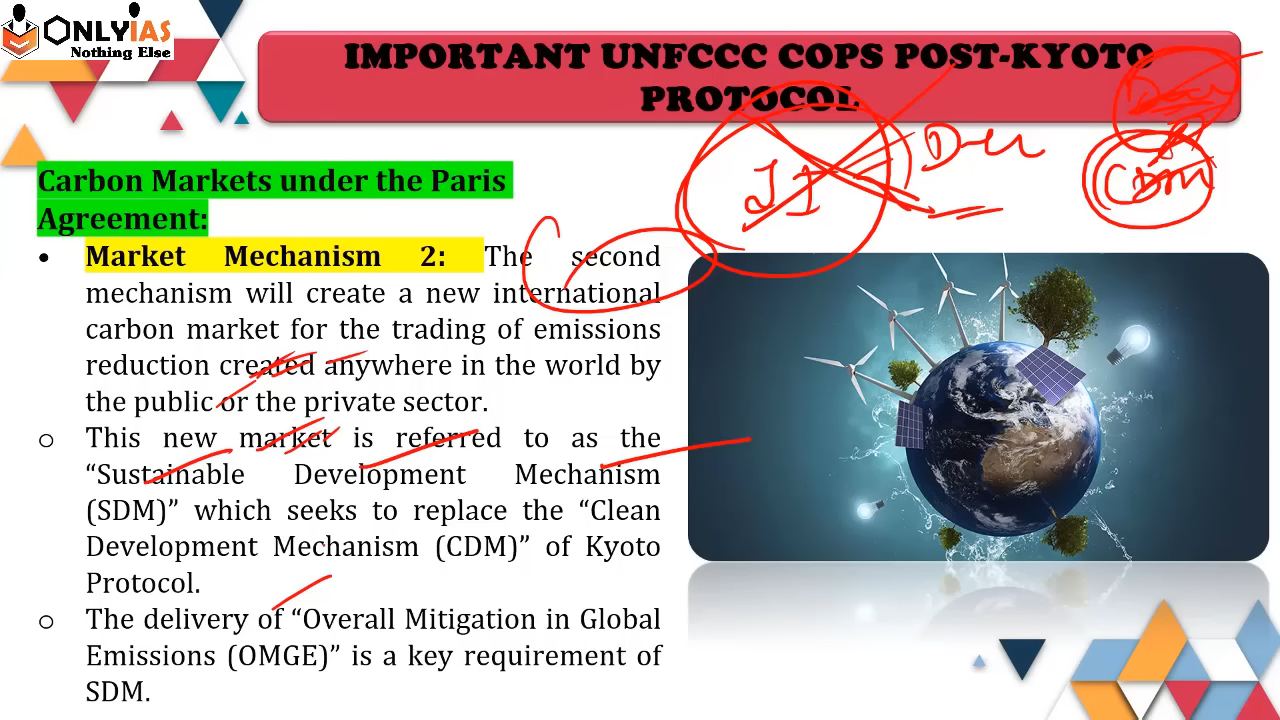 ONLYIAS
Nothing Else
IMPORTANT UNFCCC COPS POST-KYOTO
PROTOCOL
JI
CDM
Carbon Markets under the Paris
Agreement:
• Market Mechanism 2: The second
mechanism will create a new international
carbon market for the trading of emissions
reduction created anywhere in the world by
the public or the private sector.
o This new market is referred to as the
“Sustainable Development Mechanism
(SDM)” which seeks to replace the “Clean
Development Mechanism (CDM)” of Kyoto
Protocol.
o The delivery of “Overall Mitigation in Global
Emissions (OMGE)” is a key requirement of
SDM.